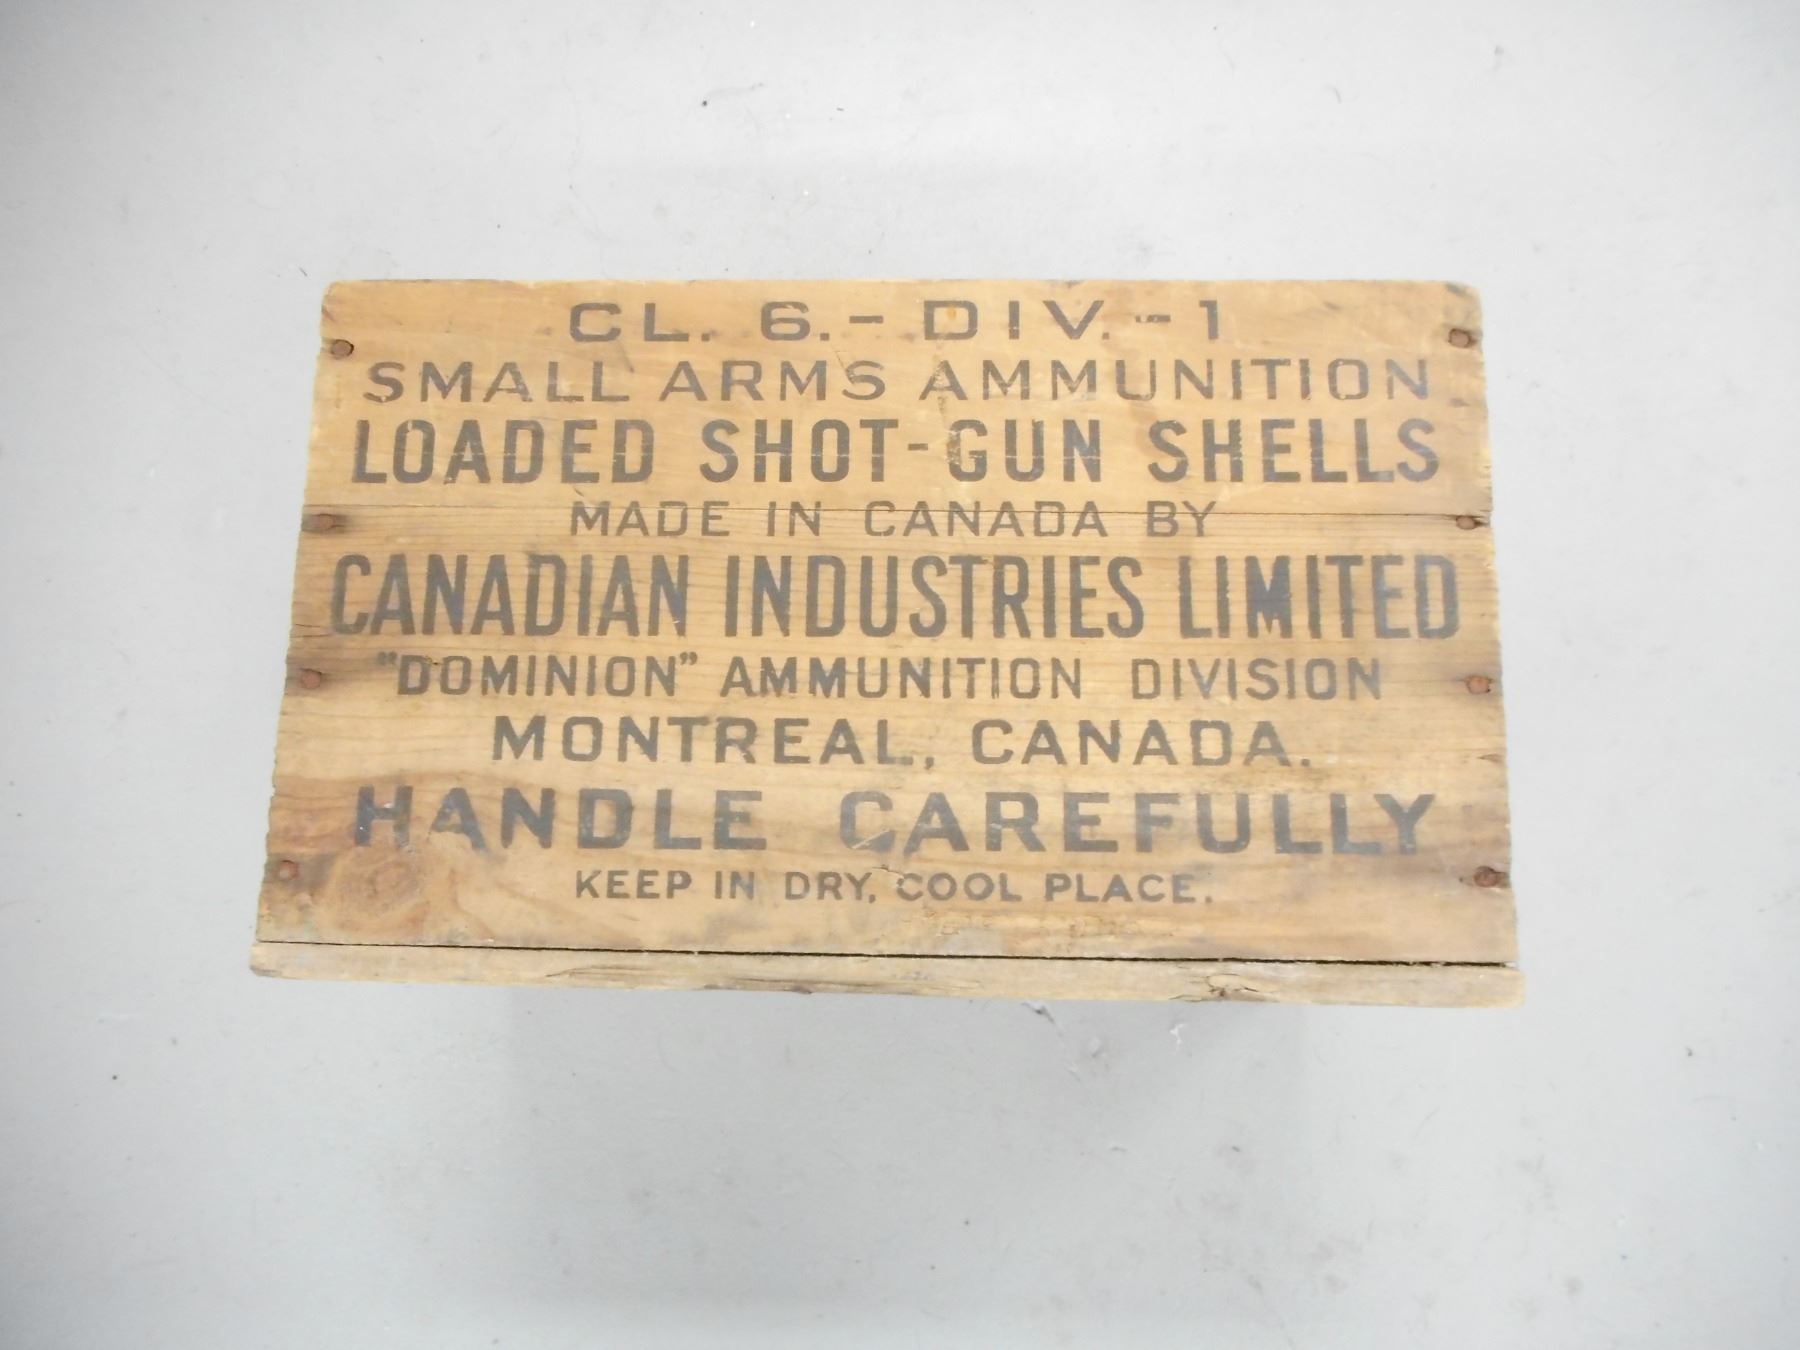 CL. 6.-DIV.-1
SMALL ARMS AMMUNITION
LOADED SHOT-GUN SHELLS
MADE IN CANADA BY
CANADIAN INDUSTRIES LIMITED
"DOMINION" AMMUNITION DIVISION
MONTREAL, CANADA.
HANDLE CAREFULLY
KEEP IN DRY, COOL PLACE.